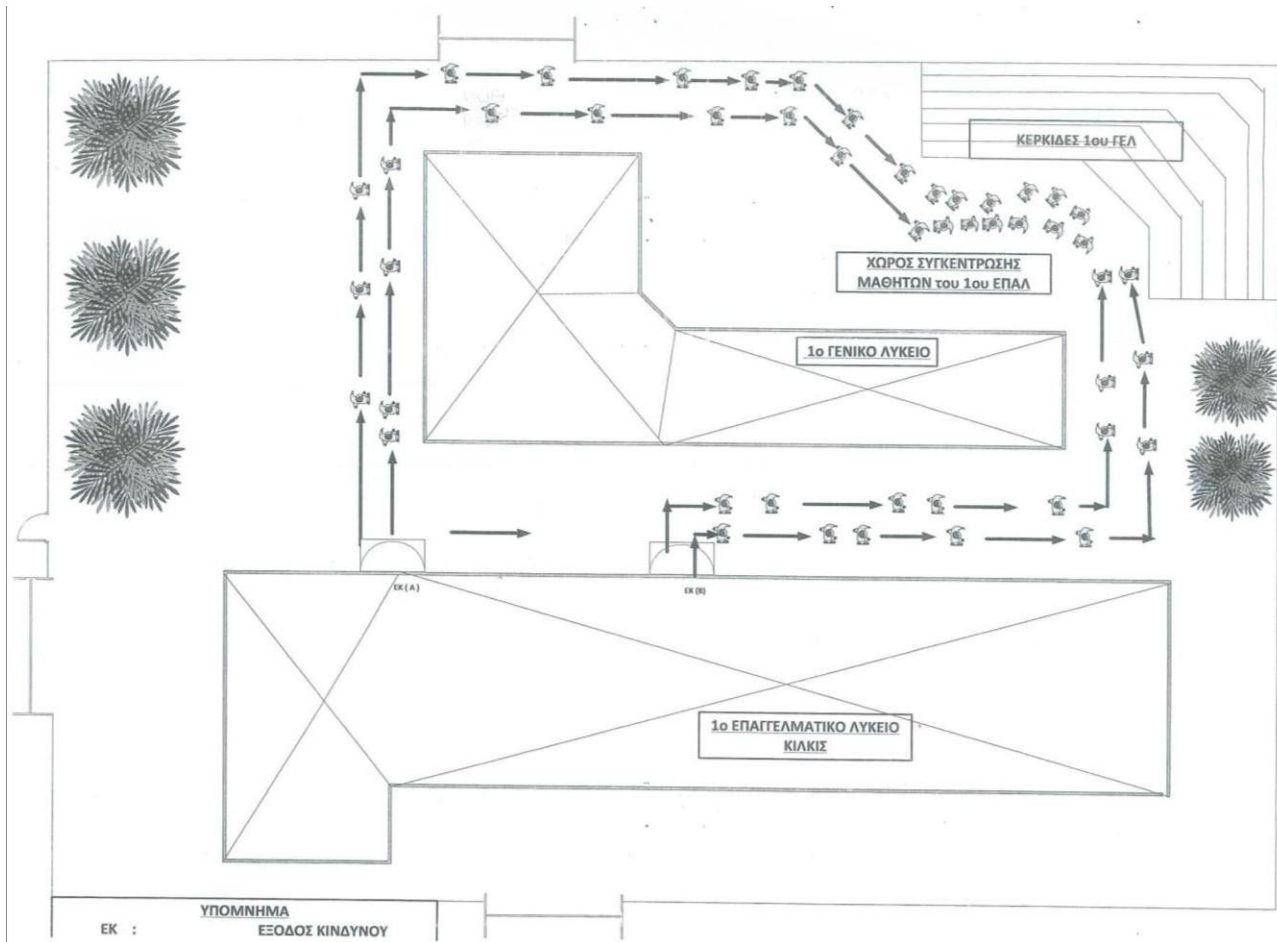 ΚΕΡΚΙΔΕΣ 1ου ΓΕΛ
ΧΩΡΟΣ ΣΥΓΚΕΝΤΡΩΣΗΣ
ΜΑΘΗΤΩΝ του 1ου ΕΠΑΛ
1ο ΓΕΝΙΚΟ ΛΥΚΕΙΟ
ΕΚ ( Α )
ΕΚ (Β)
1ο ΕΠΑΓΓΕΛΜΑΤΙΚΟ ΛΥΚΕΙΟ
ΚΙΛΚΙΣ
ΥΠΟΜΝΗΜΑ
ΕΚ : ΕΞΟΔΟΣ ΚΙΝΔΥΝΟΥ